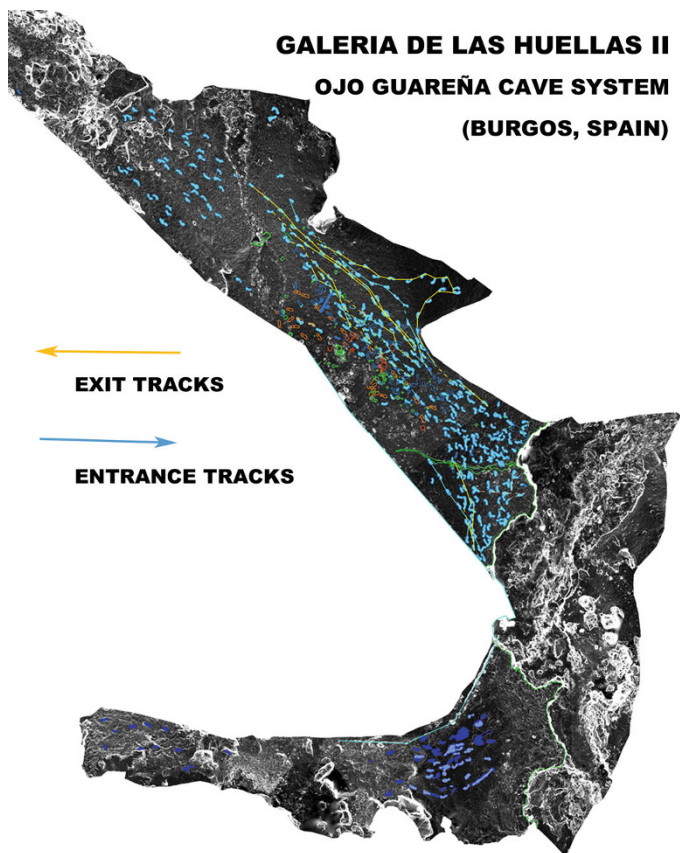 GALERIA DE LAS HUELLAS II
OJO GUAREÑA CAVE SYSTEM
(BURGOS, SPAIN)
EXIT TRACKS
ENTRANCE TRACKS